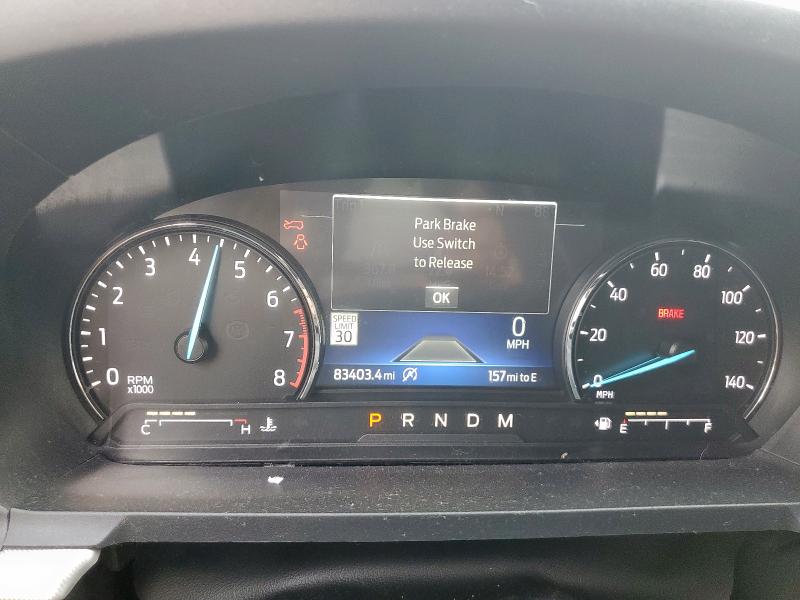 Park Brake
Use Switch
to Release
OK
SPEED
LIMIT
30
0
MPH
83403.4 mi
157 mi to E
0 1 2 3 4 5 6 7 8
RPM
x1000
0 20 40 60 80 100 120 140
BRAKE
MPH
C H
P R N D M
E F